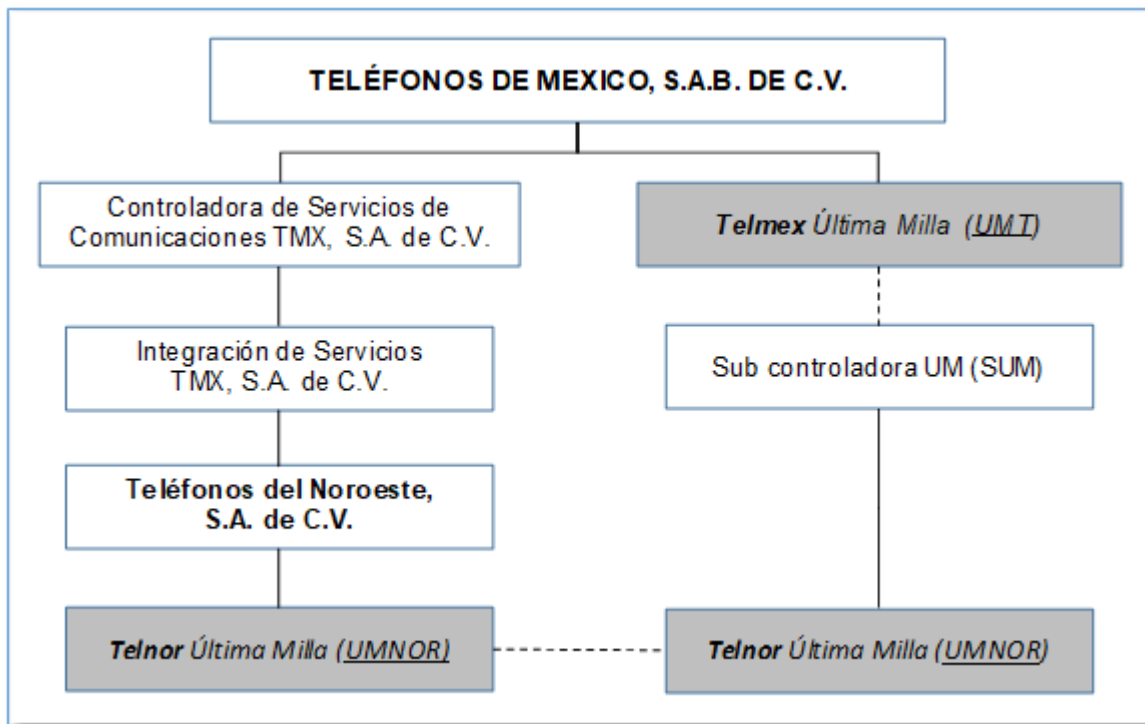 TELÉFONOS DE MEXICO, S.A.B. DE C.V.
Controladora de Servicios de
Comunicaciones TMX, S.A. de C.V.
Telmex Última Milla (UMT)
Integración de Servicios
TMX, S.A. de C.V.
Sub controladora UM (SUM)
Teléfonos del Noroeste,
S.A. de C.V.
Telnor Última Milla (UMNOR)
Telnor Última Milla (UMNOR)